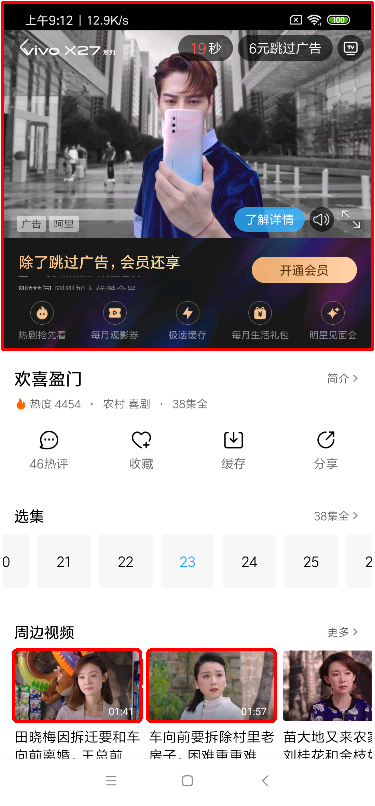 上午9:12 | 12.9K/s
100
vivo X27系列
19秒
6元跳过广告
TV
广告
阿里
了解详情
除了跳过广告，会员还享
开通会员
热剧抢先看
每月观影券
极速缓存
每月生活礼包
明星见面会
欢喜盈门
简介 >
热度 4454 · 农村 喜剧 · 38集全
46热评
收藏
缓存
分享
选集
38集全 >
0
21
22
23
24
25
2
周边视频
更多 >
01:41
01:57
田晓梅因拆迁要和车
向前离婚，王总前
车向前要拆除村里老
房子，困难重重难
苗大地又来农家
刘桂花和金枝好